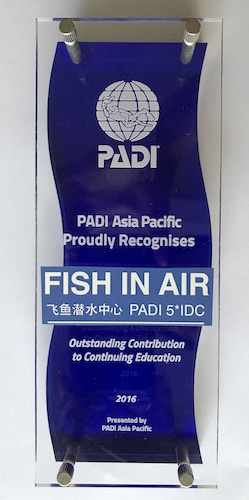 PADI
PADI Asia Pacific
Proudly Recognises
FISH IN AIR
飞鱼潜水中心 PADI 5*IDC
Outstanding Contribution
to Continuing Education
2016
Presented by
PADI Asia Pacific